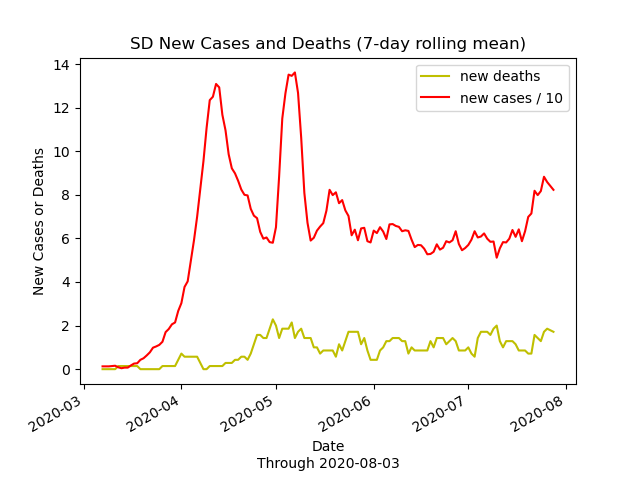 SD New Cases and Deaths (7-day rolling mean)
new deaths
new cases / 10
14
12
10
8
6
4
2
0
New Cases or Deaths
2020-03
2020-04
2020-05
2020-06
2020-07
2020-08
Date
Through 2020-08-03